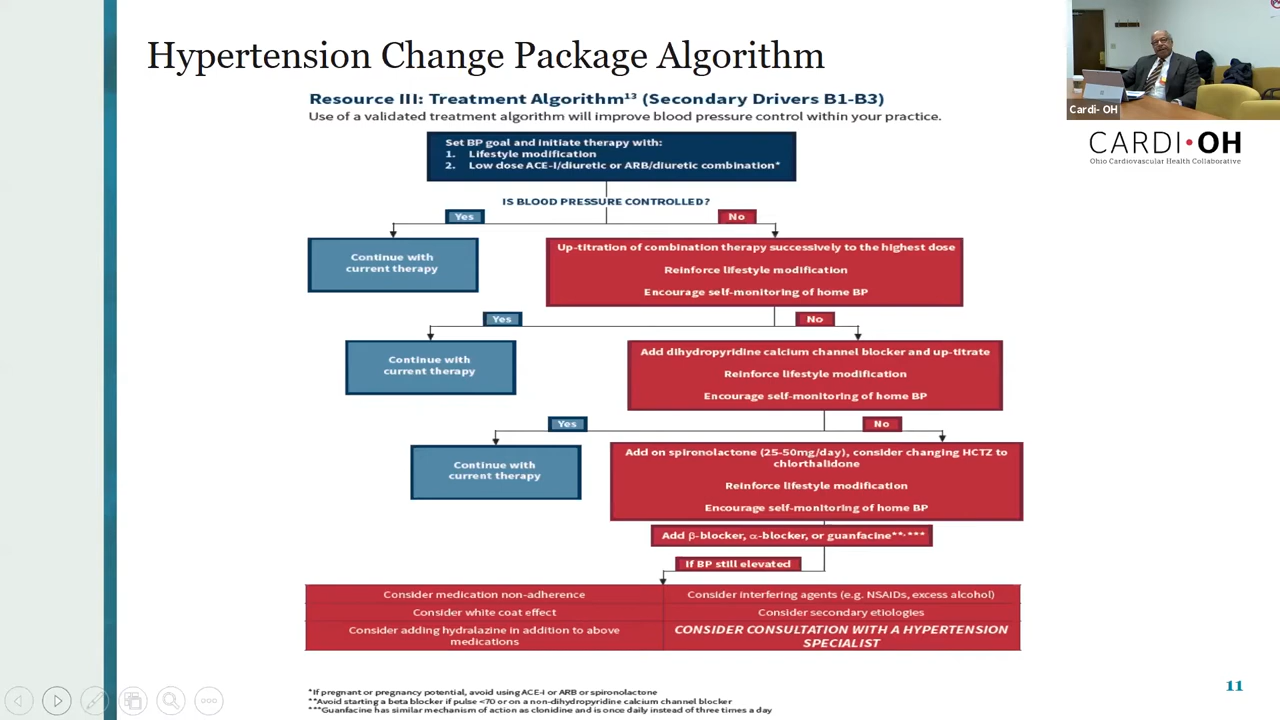 Hypertension Change Package Algorithm
Resource III: Treatment Algorithm¹³ (Secondary Drivers B1-B3)
Use of a validated treatment algorithm will improve blood pressure control within your practice.
Set BP goal and initiate therapy with:
1. Lifestyle modification
2. Low dose ACE-I/diuretic or ARB/diuretic combination*
IS BLOOD PRESSURE CONTROLLED?
Yes
No
Continue with
current therapy
Up-titration of combination therapy successively to the highest dose
Reinforce lifestyle modification
Encourage self-monitoring of home BP
Yes
No
Continue with
current therapy
Add dihydropyridine calcium channel blocker and up-titrate
Reinforce lifestyle modification
Encourage self-monitoring of home BP
Yes
No
Continue with
current therapy
Add on spironolactone (25-50mg/day), consider changing HCTZ to
chlorthalidone
Reinforce lifestyle modification
Encourage self-monitoring of home BP
Add β-blocker, α-blocker, or guanfacine**,***
If BP still elevated
Consider medication non-adherence
Consider interfering agents (e.g. NSAIDs, excess alcohol)
Consider white coat effect
Consider secondary etiologies
Consider adding hydralazine in addition to above
medications
CONSIDER CONSULTATION WITH A HYPERTENSION
SPECIALIST
*If pregnant or pregnancy potential, avoid using ACE-I or ARB or spironolactone
**Avoid starting a beta blocker if pulse <70 or on a non-dihydropyridine calcium channel blocker
***Guanfacine has similar mechanism of action as clonidine and is once daily instead of three times a day
Cardi- OH
CARDI•OH
Ohio Cardiovascular Health Collaborative
11